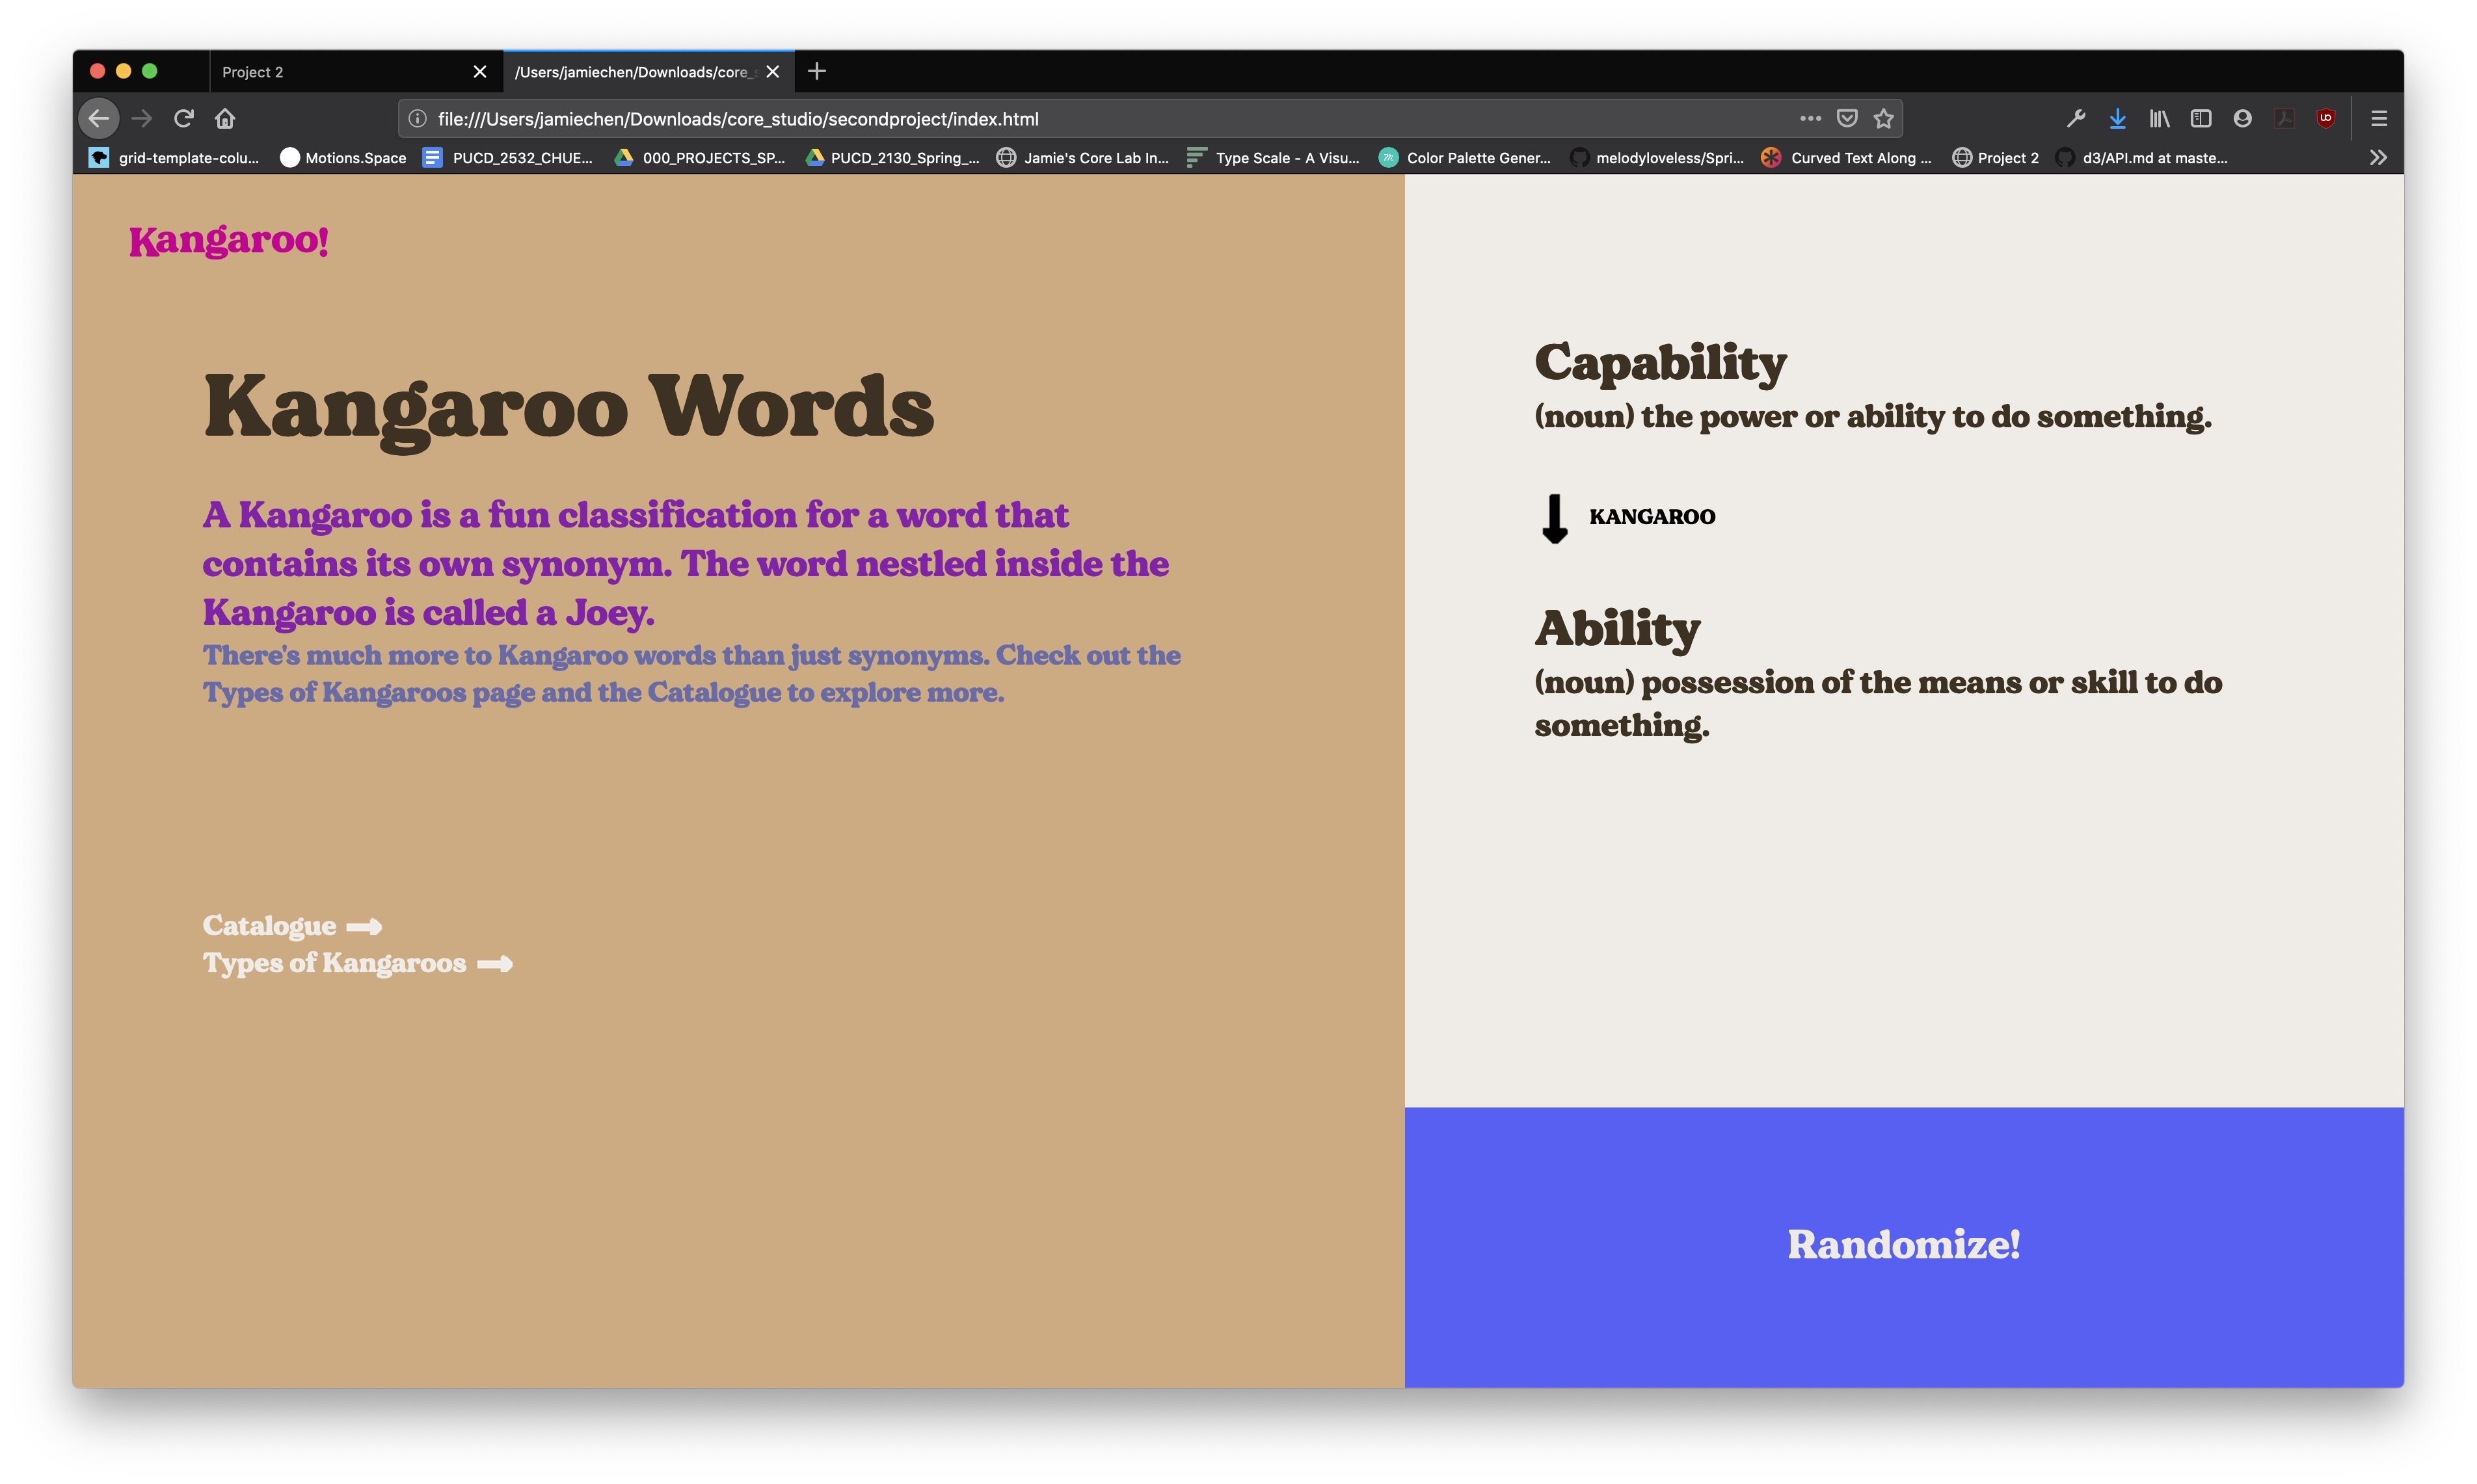 Project 2
/Users/jamiechen/Downloads/core_
file:///Users/jamiechen/Downloads/core_studio/secondproject/index.html
grid-template-colu... Motions.Space PUCD_2532_CHUE... 000_PROJECTS_SP... PUCD_2130_Spring_... Jamie's Core Lab In... Type Scale - A Visu... Color Palette Gener... melodyloveless/Spri... Curved Text Along ... Project 2 d3/API.md at maste...
Kangaroo!
Kangaroo Words
A Kangaroo is a fun classification for a word that
contains its own synonym. The word nestled inside the
Kangaroo is called a Joey.
There's much more to Kangaroo words than just synonyms. Check out the
Types of Kangaroos page and the Catalogue to explore more.
Catalogue
Types of Kangaroos
Capability
(noun) the power or ability to do something.
KANGAROO
Ability
(noun) possession of the means or skill to do
something.
Randomize!